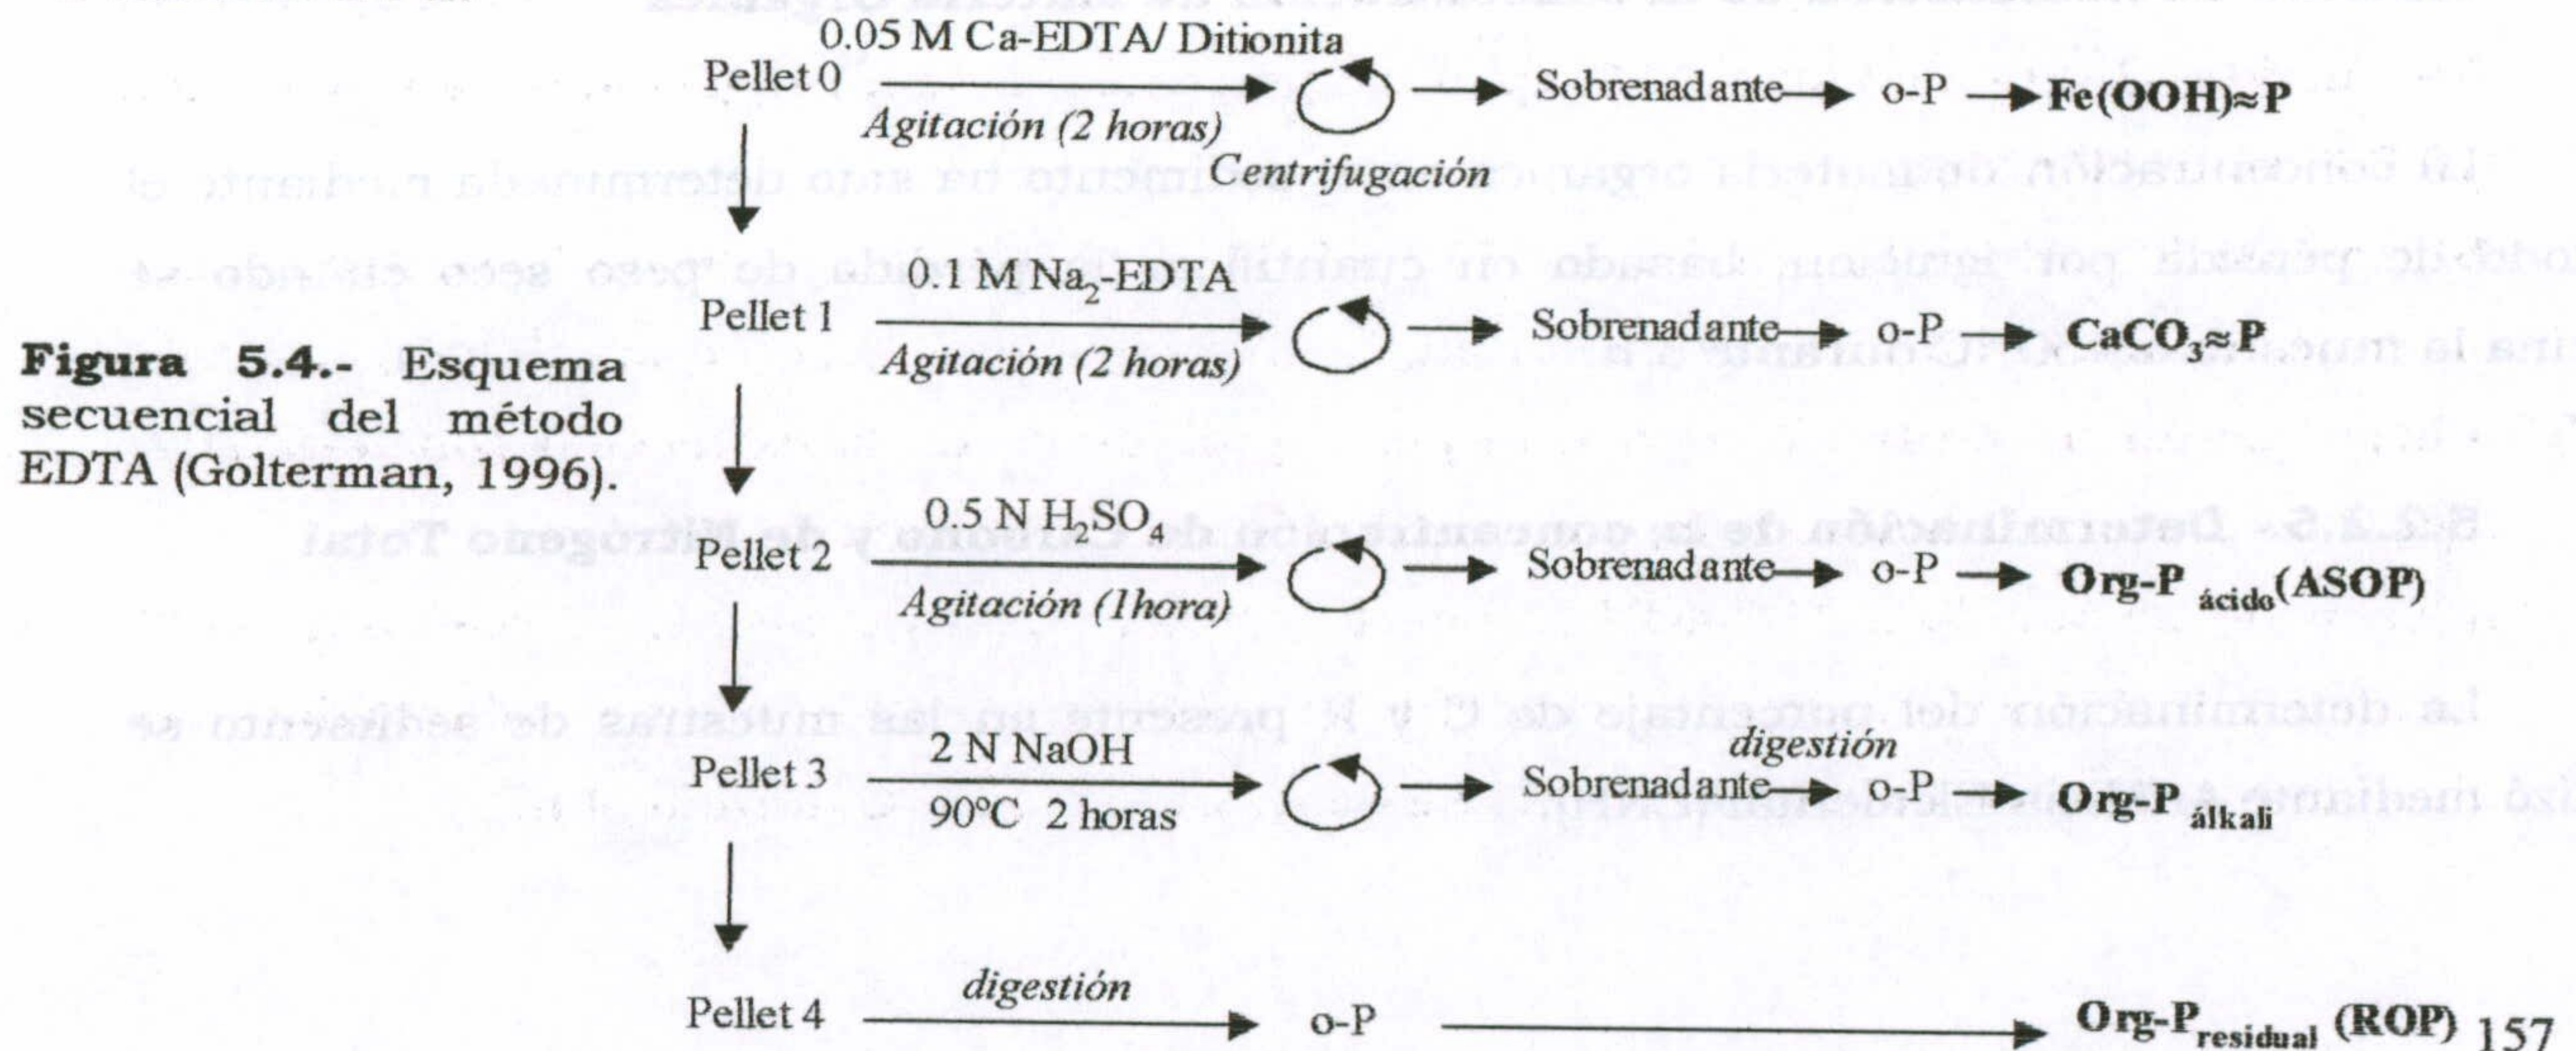 0.05 M Ca-EDTA/ Ditionita
Pellet 0 Sobrenadante o-P Fe(OOH)≈P
Agitación (2 horas)
Centrifugación
0.1 M Na₂-EDTA
Pellet 1 Sobrenadante o-P CaCO₃≈P
Agitación (2 horas)
Figura 5.4.- Esquema
secuencial del método
EDTA (Golterman, 1996).
0.5 N H₂SO₄
Pellet 2 Sobrenadante o-P Org-P ácido (ASOP)
Agitación (1hora)
2 N NaOH digestión
Pellet 3 Sobrenadante o-P Org-P álkali
90ºC 2 horas
digestión
Pellet 4 o-P Org-P residual (ROP) 157